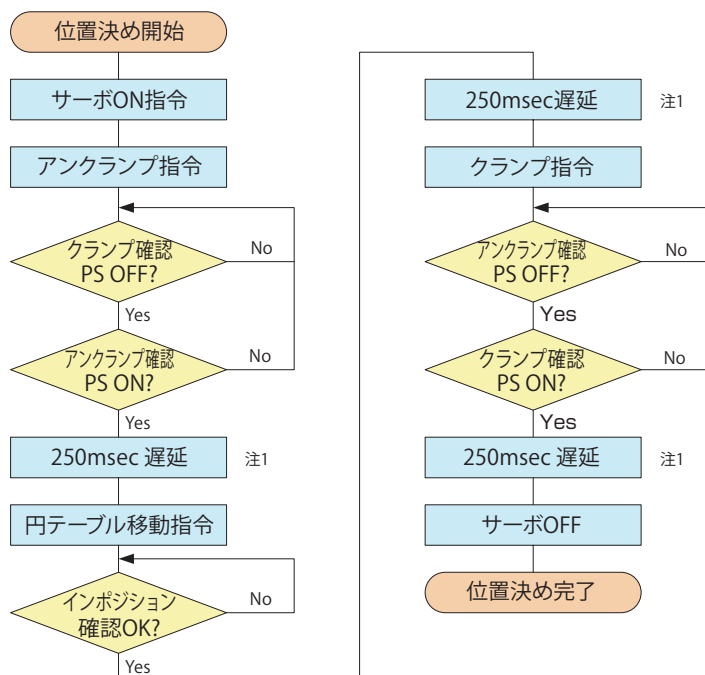 位置決め開始
サーボON指令
アンクランプ指令
クランプ確認
PS OFF?
No
Yes
アンクランプ確認
PS ON?
No
Yes
250msec 遅延
注1
円テーブル移動指令
インポジション
確認OK?
No
Yes
250msec遅延
注1
クランプ指令
アンクランプ確認
PS OFF?
No
Yes
クランプ確認
PS ON?
No
Yes
250msec 遅延
注1
サーボOFF
位置決め完了